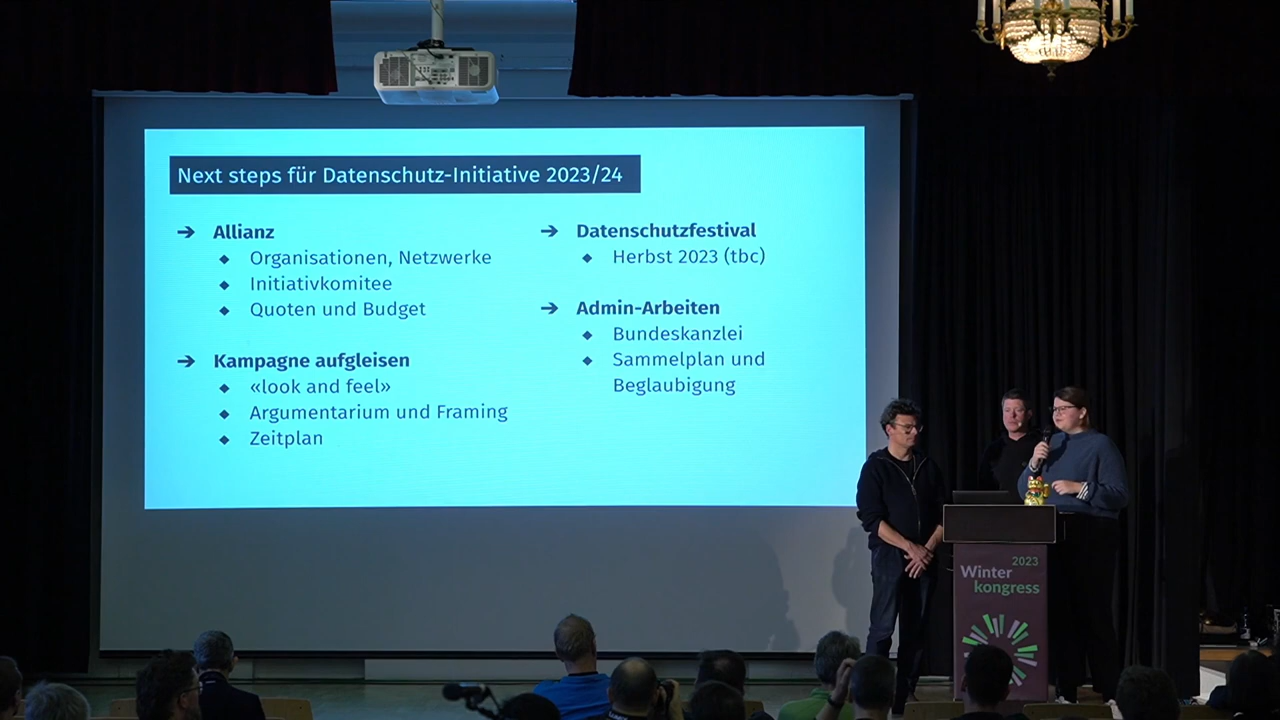 Next steps für Datenschutz-Initiative 2023/24
➔ Allianz
◆ Organisationen, Netzwerke
◆ Initiativkomitee
◆ Quoten und Budget
➔ Kampagne aufgleisen
◆ «look and feel»
◆ Argumentarium und Framing
◆ Zeitplan
➔ Datenschutzfestival
◆ Herbst 2023 (tbc)
➔ Admin-Arbeiten
◆ Bundeskanzlei
◆ Sammelplan und
Beglaubigung
2023
Winter
kongress